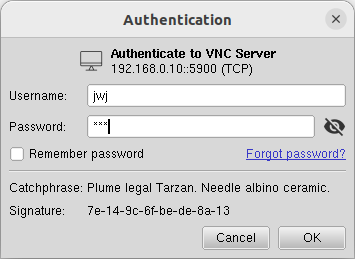 Authentication
Authenticate to VNC Server
192.168.0.10::5900 (TCP)
Username: jwj
Password: ***
Remember password Forgot password?
Catchphrase: Plume legal Tarzan. Needle albino ceramic.
Signature: 7e-14-9c-6f-be-de-8a-13
Cancel OK